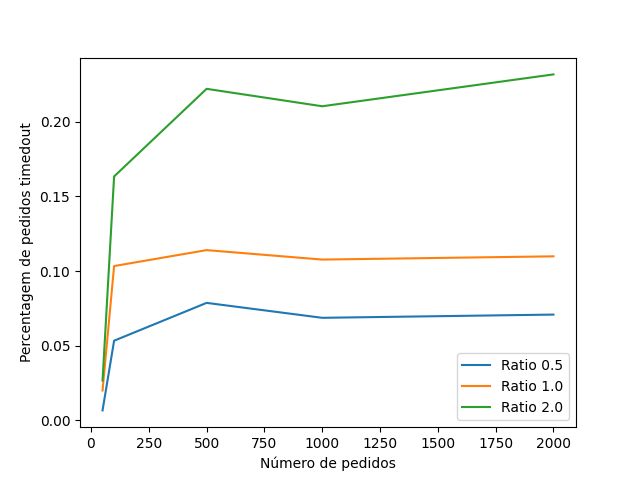 0.20
0.15
0.10
0.05
0.00
Percentagem de pedidos timedout
Ratio 0.5
Ratio 1.0
Ratio 2.0
0 250 500 750 1000 1250 1500 1750 2000
Número de pedidos